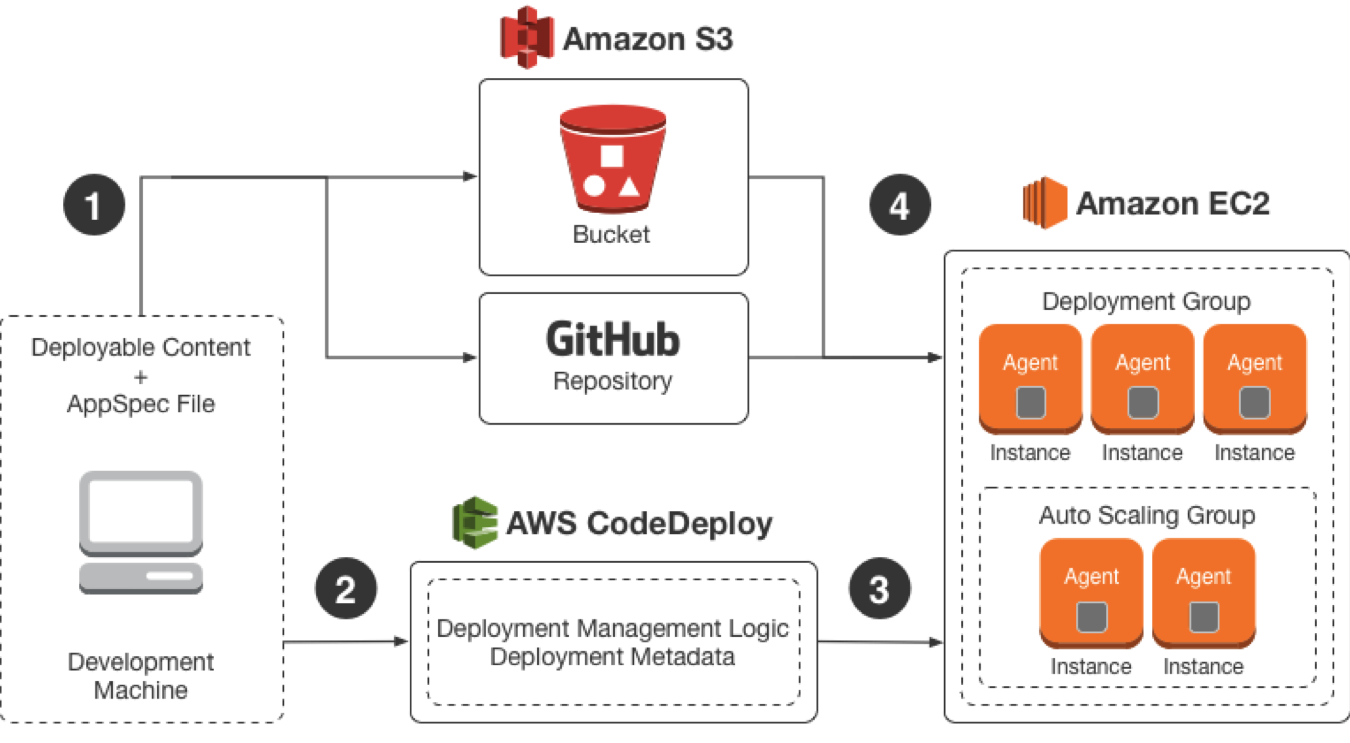 Amazon S3
Bucket
1
4
Amazon EC2
GitHub
Repository
Deployable Content
+
AppSpec File
Development
Machine
2
AWS CodeDeploy
Deployment Management Logic
Deployment Metadata
3
Deployment Group
Agent Agent Agent
Instance Instance Instance
Auto Scaling Group
Agent Agent
Instance Instance